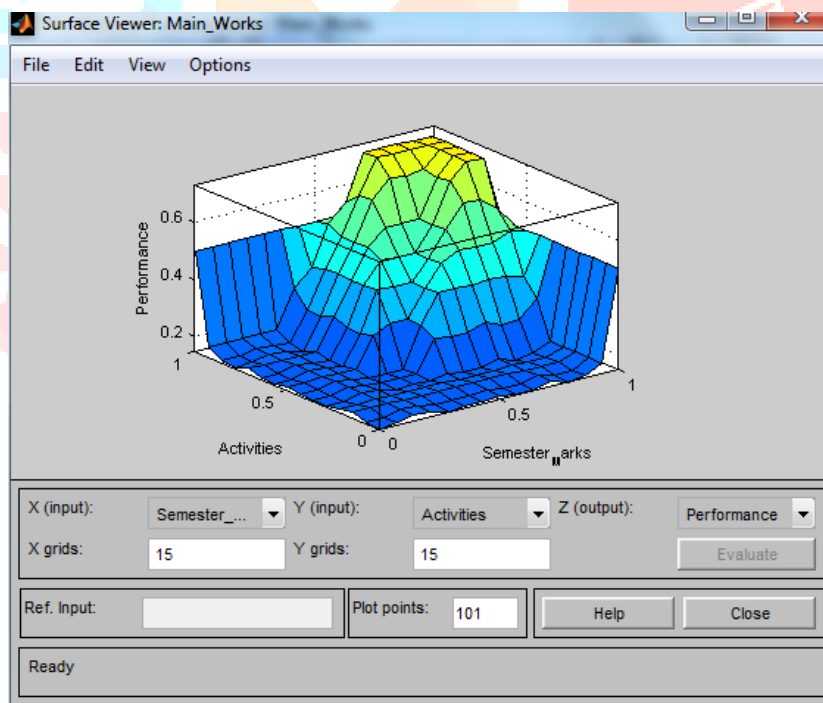 Surface Viewer: Main_Works
File Edit View Options
Performance
0.6
0.4
0.2
1
0.5
0
Activities
0
0.5
1
Semester_Marks
X (input): Semester_... Y (input): Activities Z (output): Performance
X grids: 15 Y grids: 15 Evaluate
Ref. Input: Plot points: 101 Help Close
Ready